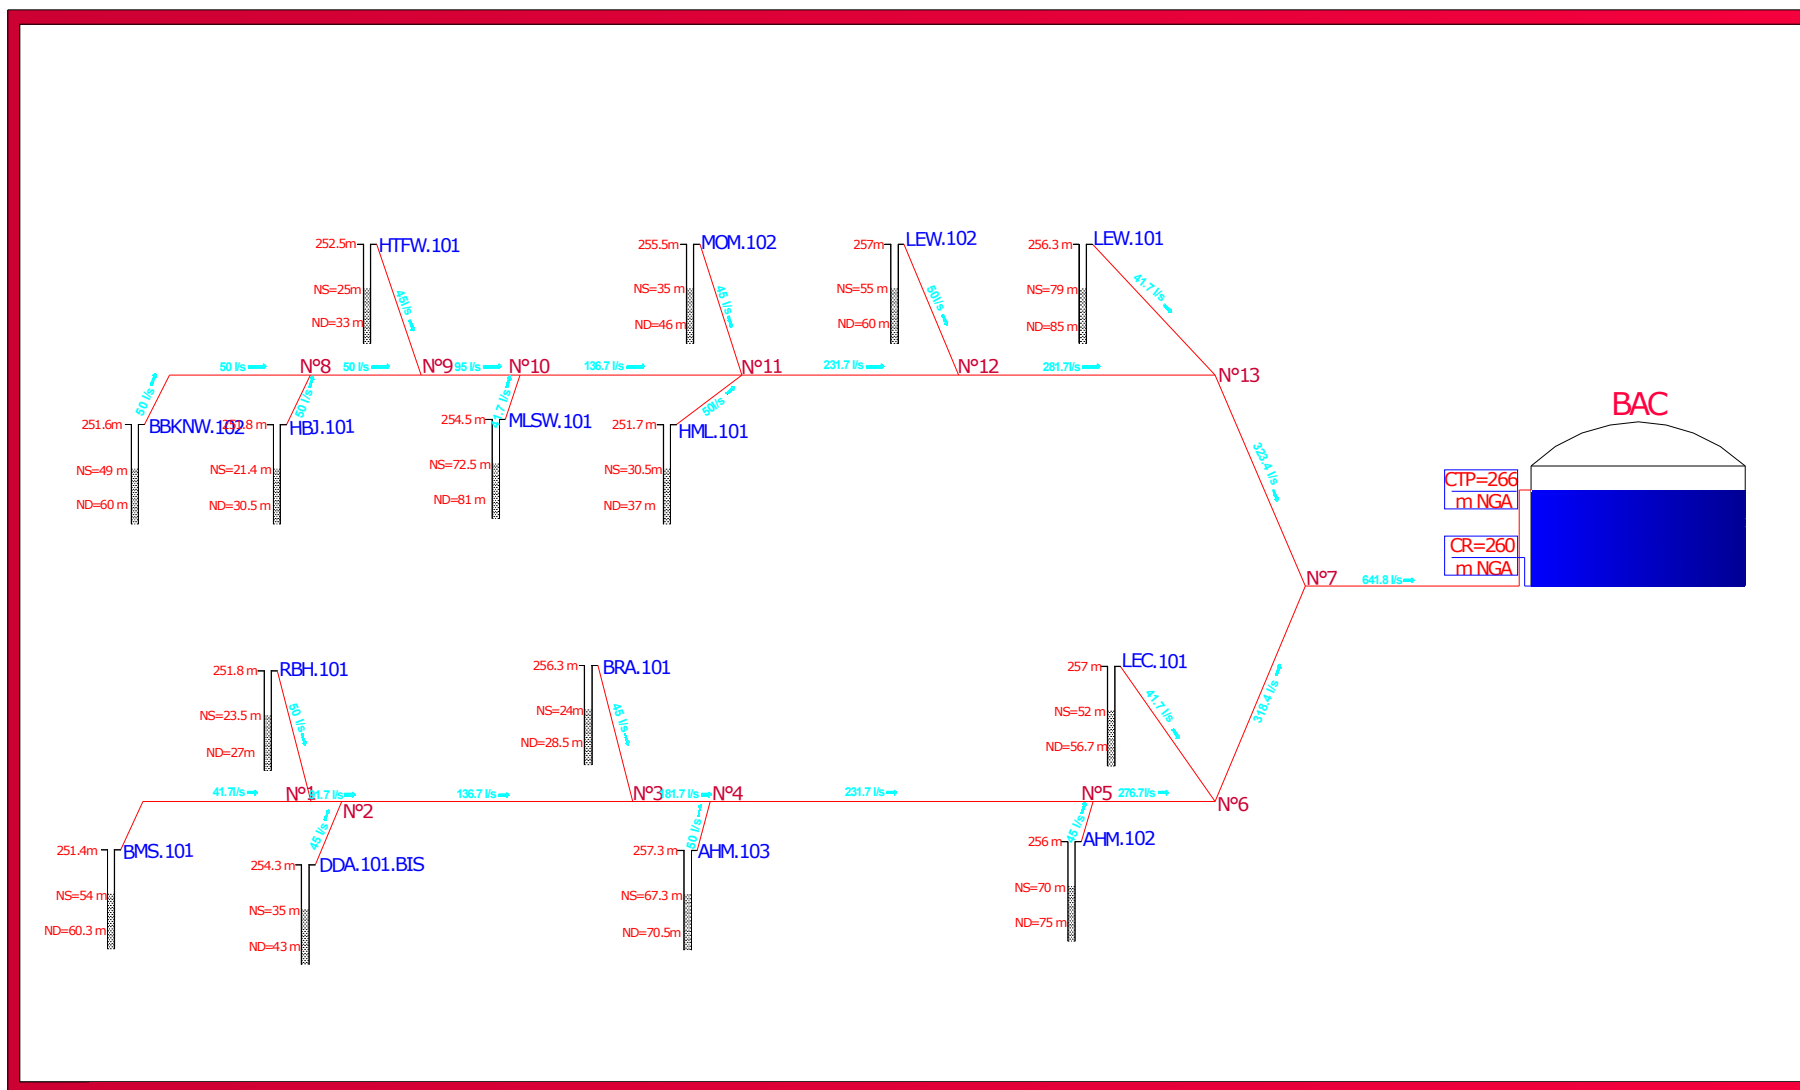 252.5m
HTFW.101
NS=25m
ND=33 m
45l/s
255.5m
MOM.102
NS=35 m
ND=46 m
45 l/s
257m
LEW.102
NS=55 m
ND=60 m
50l/s
256.3 m
LEW.101
NS=79 m
ND=85 m
41.7 l/s
50 l/s
N°8
50 l/s
N°9
95 l/s
N°10
136.7 l/s
N°11
231.7 l/s
N°12
281.7l/s
N°13
50 l/s
251.6m
BBKNW.102
NS=49 m
ND=60 m
50 l/s
HBJ.101
NS=21.4 m
ND=30.5 m
254.5 m
MLSW.101
NS=72.5 m
ND=81 m
50l/s
251.7 m
HML.101
NS=30.5m
ND=37 m
323.4 l/s
BAC
CTP=266
m NGA
CR=260
m NGA
N°7
641.8 l/s
318.4 l/s
251.8 m
RBH.101
NS=23.5 m
ND=27m
50 l/s
256.3 m
BRA.101
NS=24m
ND=28.5 m
45 l/s
257 m
LEC.101
NS=52 m
ND=56.7 m
41.7 l/s
41.7l/s
N°1
N°2
136.7 l/s
N°3
181.7 l/s
N°4
231.7 l/s
N°5
276.7l/s
N°6
251.4m
BMS.101
NS=54 m
ND=60.3 m
45 l/s
254.3 m
DDA.101.BIS
NS=35 m
ND=43 m
50 l/s
257.3 m
AHM.103
NS=67.3 m
ND=70.5m
45 l/s
256 m
AHM.102
NS=70 m
ND=75 m